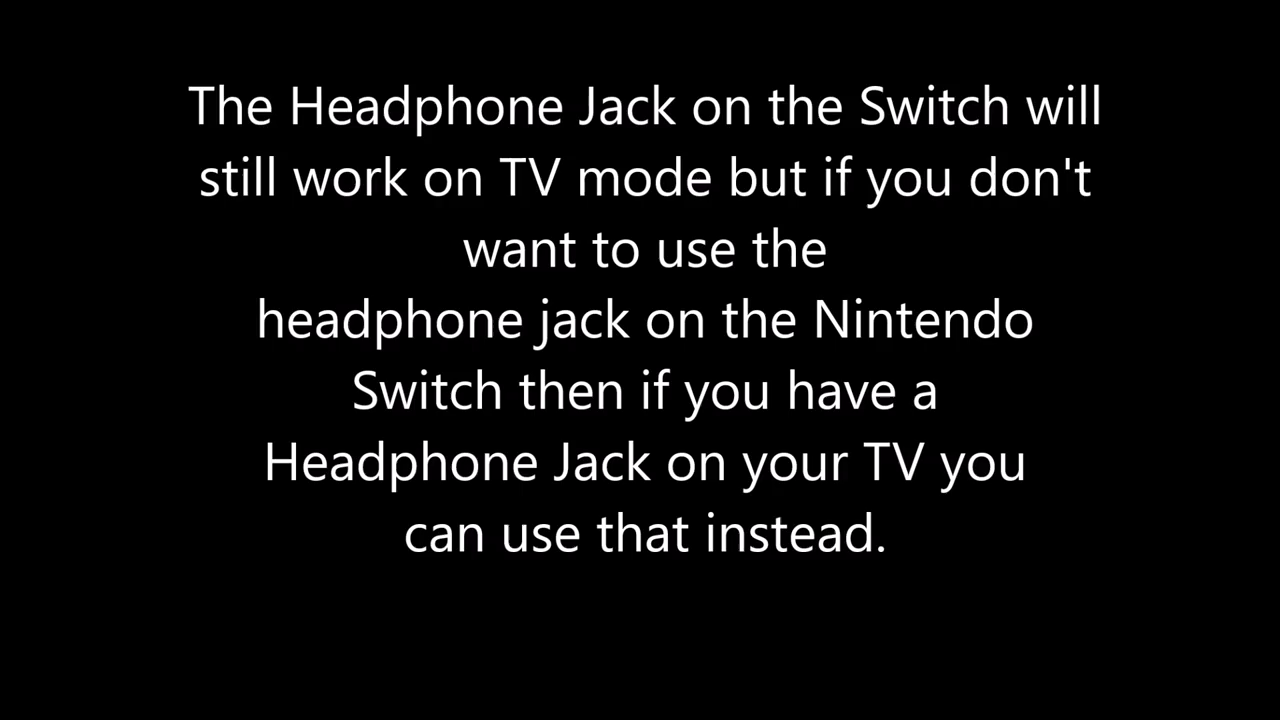 The Headphone Jack on the Switch will
still work on TV mode but if you don't
want to use the
headphone jack on the Nintendo
Switch then if you have a
Headphone Jack on your TV you
can use that instead.